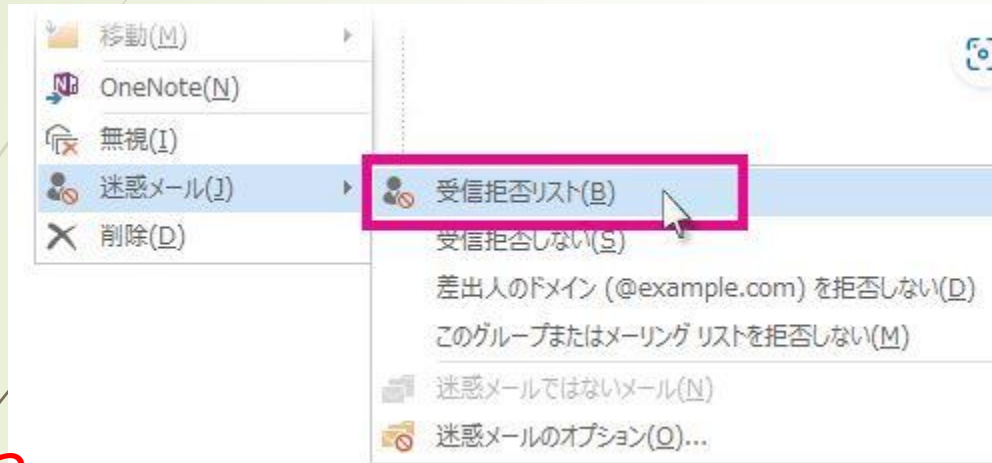 移動(M)
OneNote(N)
無視(I)
迷惑メール(J)
削除(D)
受信拒否リスト(B)
受信拒否しない(S)
差出人のドメイン (@example.com) を拒否しない(D)
このグループまたはメーリング リストを拒否しない(M)
迷惑メールではないメール(N)
迷惑メールのオプション(O)...